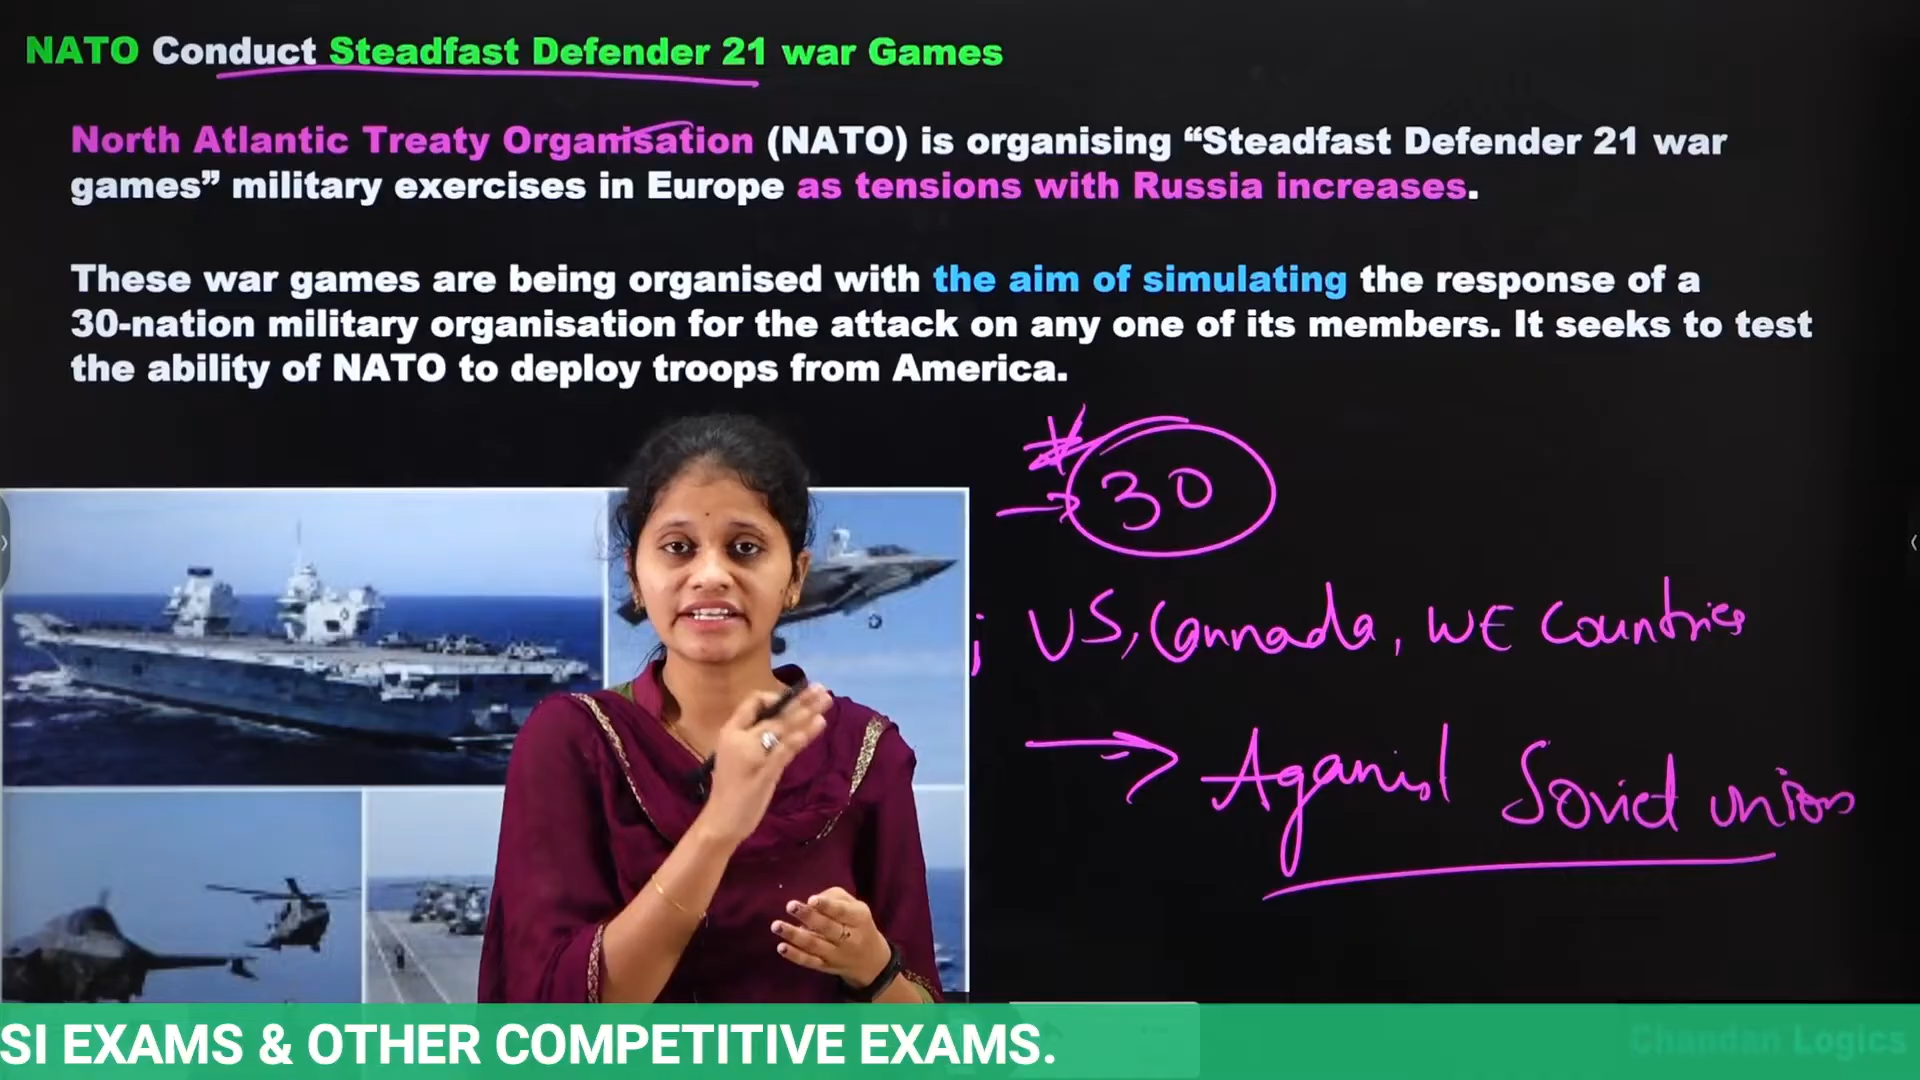 NATO Conduct Steadfast Defender 21 war Games
North Atlantic Treaty Organisation (NATO) is organising “Steadfast Defender 21 war
games” military exercises in Europe as tensions with Russia increases.
These war games are being organised with the aim of simulating the response of a
30-nation military organisation for the attack on any one of its members. It seeks to test
the ability of NATO to deploy troops from America.
30
US, Cannada, WE Countries
Against Soviet union
SI EXAMS & OTHER COMPETITIVE EXAMS.
Chandan Logics